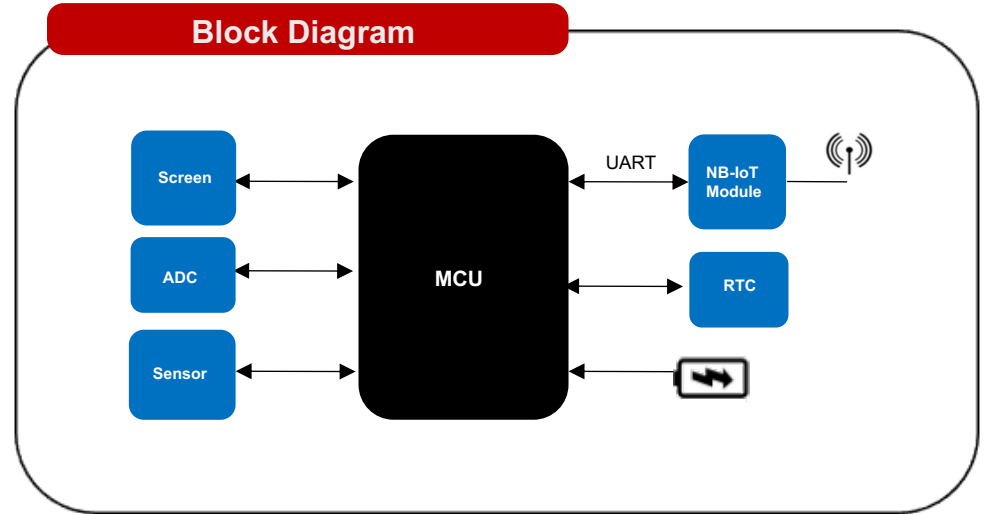 Block Diagram
Screen
ADC
Sensor
MCU
UART
NB-IoT
Module
RTC